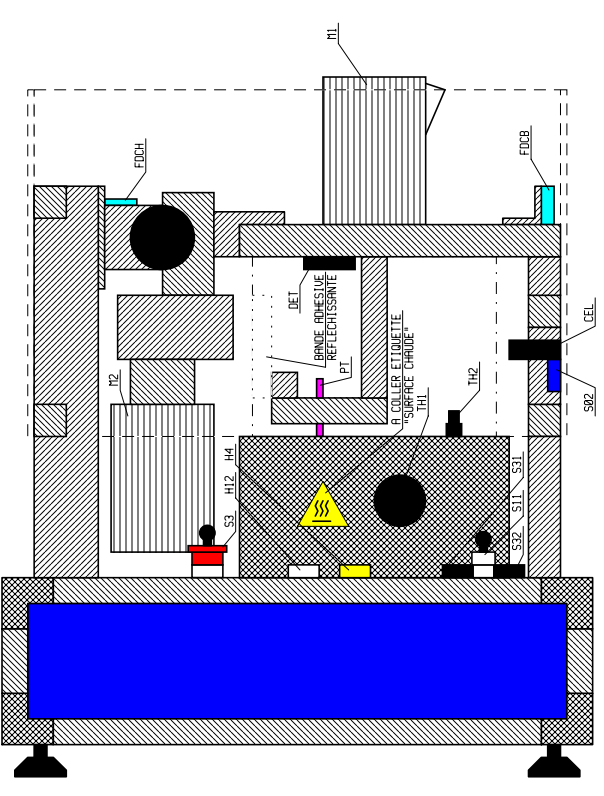 M1
FDCH
FDCB
DET
BANDE ADHESIVE
REFLECHISSANTE
PT
A COLLER ETIQUETTE
"SURFACE CHAUDE"
TH1
TH2
CEL
S02
M2
H4
H12
S3
S31
S11
S32